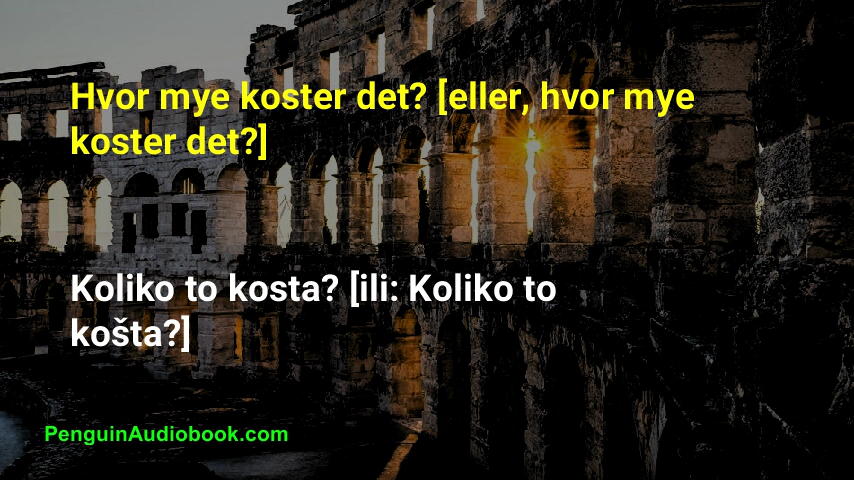 Hvor mye koster det? [eller, hvor mye
koster det?]
Koliko to kosta? [ili: Koliko to
košta?]
PenguinAudiobook.com